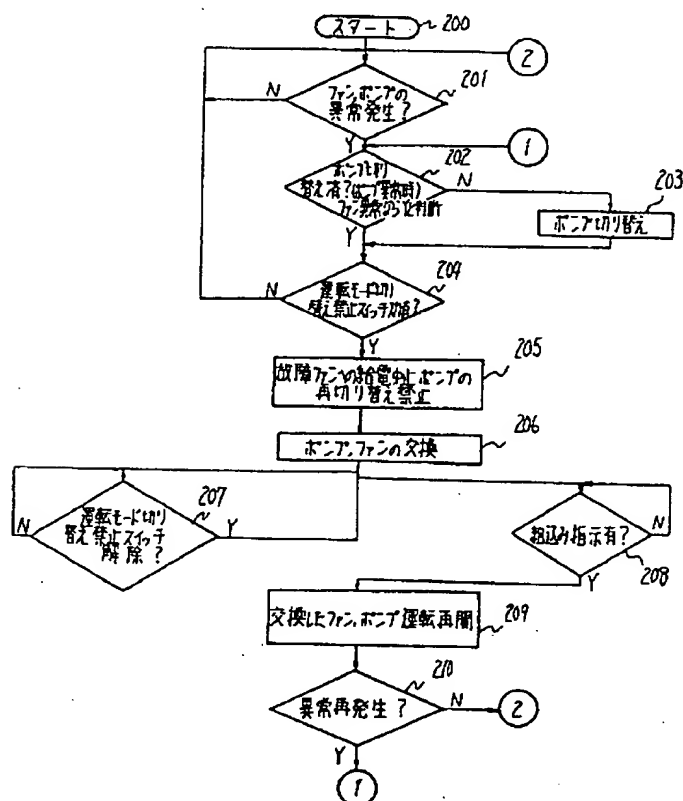 スタート
200
2
ファン、ポンプの
異常発生?
201
N
Y
1
ポンプ切り
替え有?(ポンプ異常時)
ファン異常なら
202
N
Y
203
ポンプ切り替え
運転モード切り
替え禁止スイッチ
204
N
Y
故障ファンへの給電中止ポンプの
再切り替え禁止
205
ポンプ,ファンの交換
206
運転モード切り
替え禁止スイッチ
解除?
207
N
Y
組込み指示有?
208
N
Y
交換したファン,ポンプ運転再開
209
異常再発生?
210
N
2
Y
1